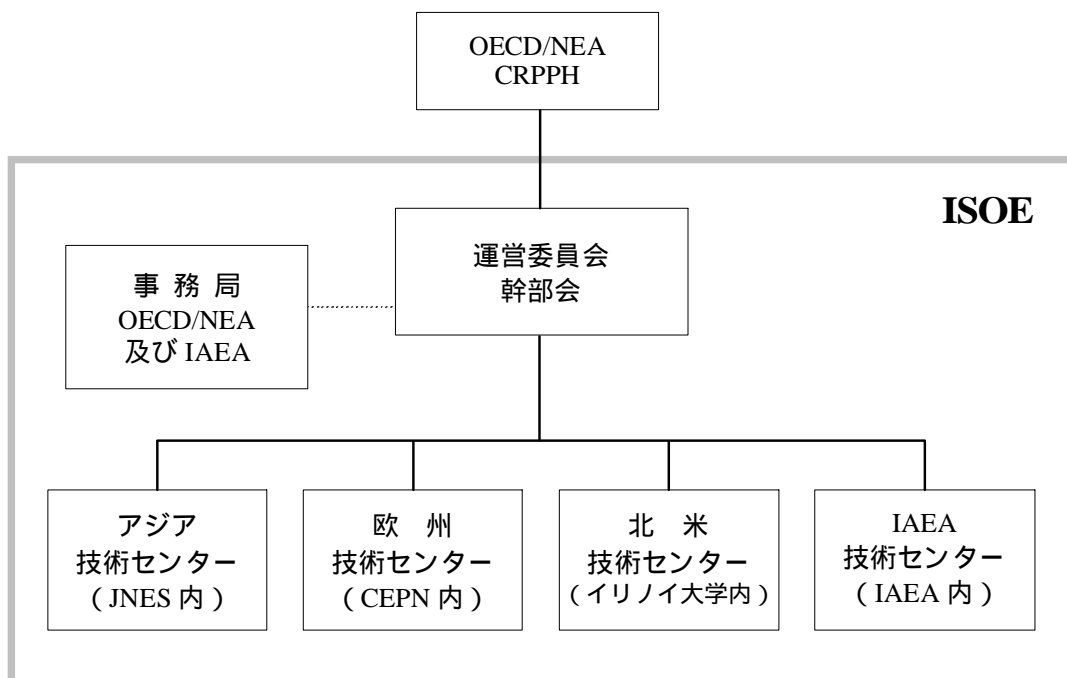 OECD/NEA
CRPPH
ISOE
運営委員会
幹部会
事 務 局
OECD/NEA
及び IAEA
アジア
技術センター
（JNES 内）
欧 州
技術センター
（CEPN 内）
北 米
技術センター
（イリノイ大学内）
IAEA
技術センター
（IAEA 内）